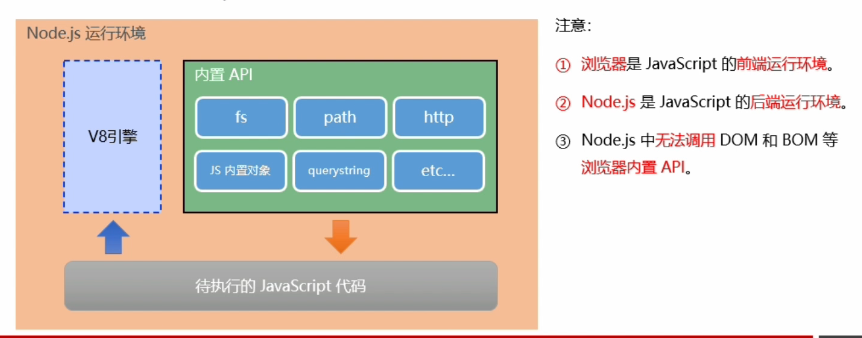 Node.js 运行环境
V8引擎
内置 API
fs
path
http
JS 内置对象
querystring
etc...
待执行的 JavaScript 代码
注意：
① 浏览器是 JavaScript 的前端运行环境。
② Node.js 是 JavaScript 的后端运行环境。
③ Node.js 中无法调用 DOM 和 BOM 等
浏览器内置 API。